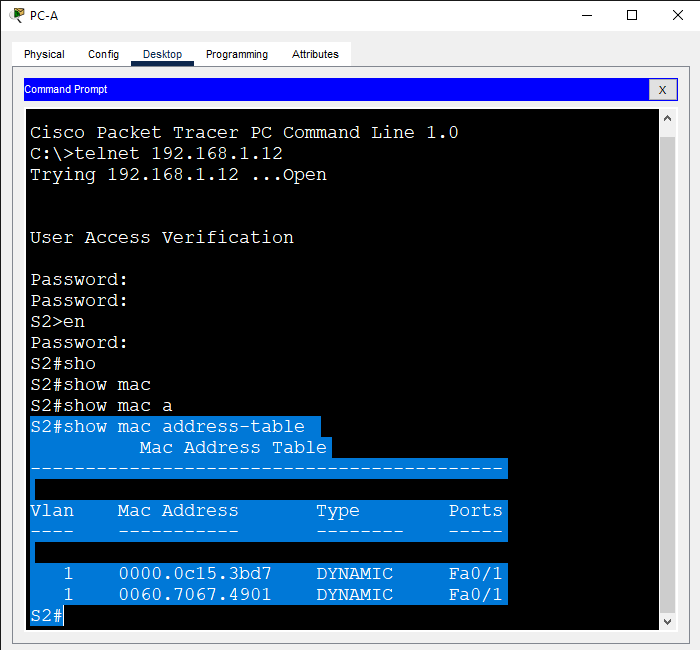 PC-A
Physical Config Desktop Programming Attributes
Command Prompt X
Cisco Packet Tracer PC Command Line 1.0
C:\>telnet 192.168.1.12
Trying 192.168.1.12 ...Open
User Access Verification
Password:
Password:
S2>en
Password:
S2#sho
S2#show mac
S2#show mac a
S2#show mac address-table
Mac Address Table
-------------------------------------------
Vlan Mac Address Type Ports
---- ----------- -------- -----
1 0000.0c15.3bd7 DYNAMIC Fa0/1
1 0060.7067.4901 DYNAMIC Fa0/1
S2#